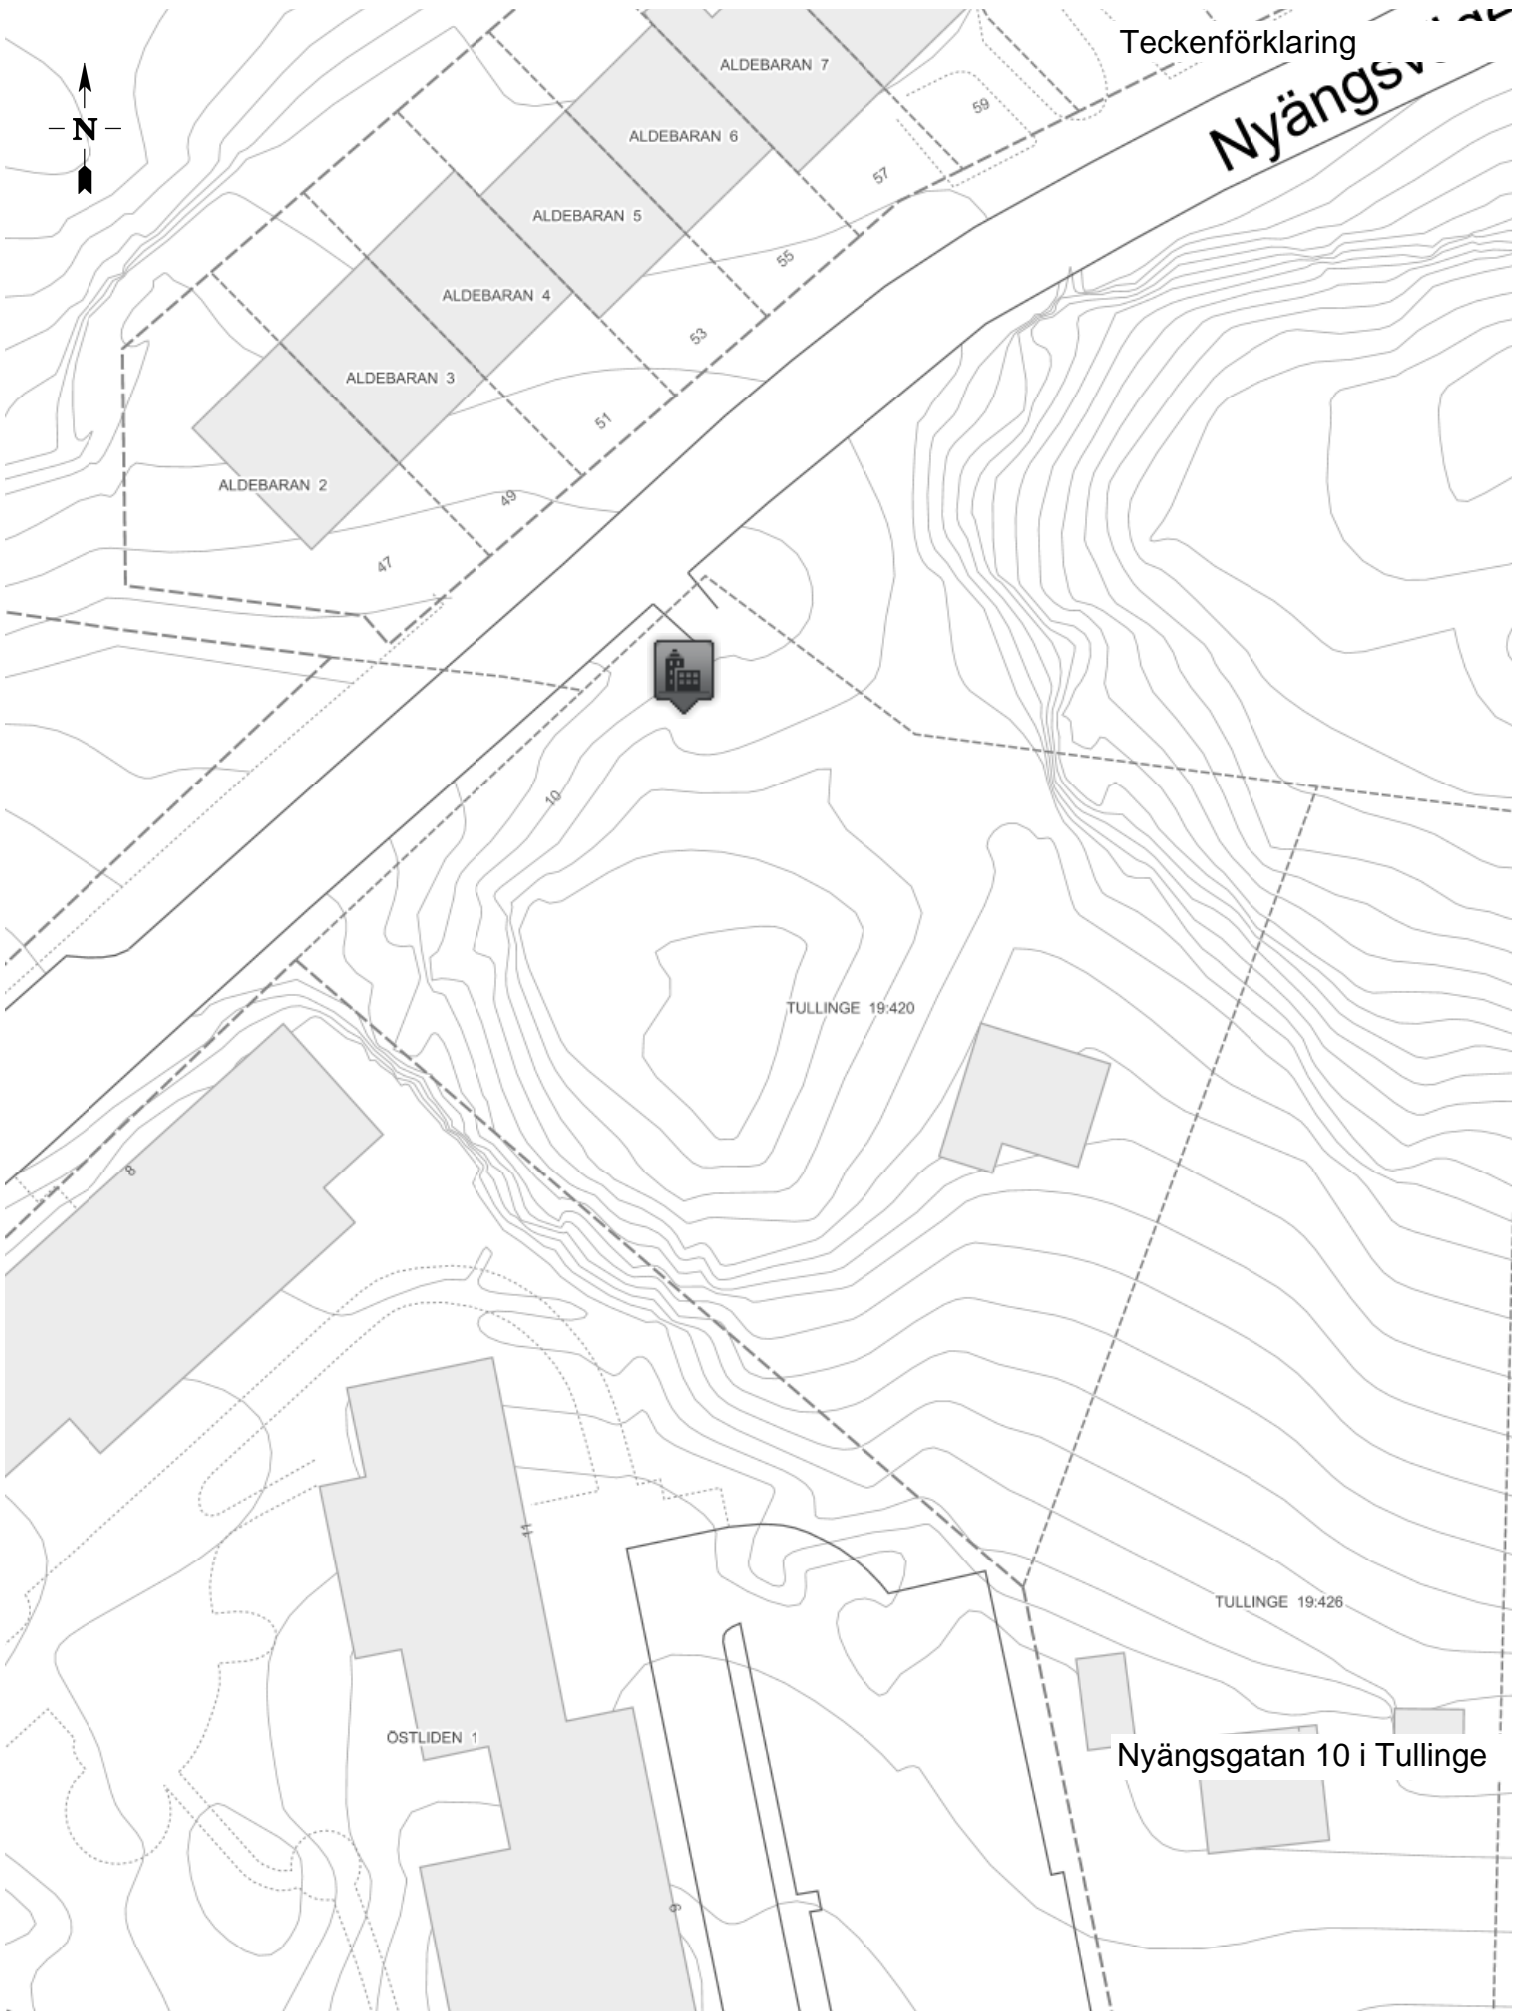 Teckenförklaring
N
ALDEBARAN 7
59
ALDEBARAN 6
57
ALDEBARAN 5
55
ALDEBARAN 4
53
ALDEBARAN 3
51
ALDEBARAN 2
49
47
10
TULLINGE 19:420
8
11
TULLINGE 19:426
ÖSTLIDEN 1
Nyängsgatan 10 i Tullinge
9